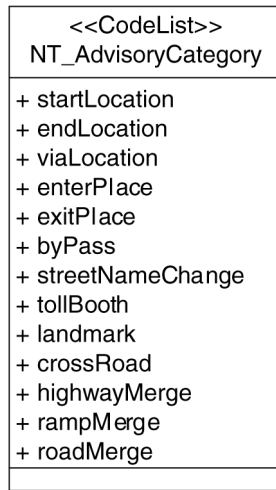 <<CodeList>>
NT_AdvisoryCategory
+ startLocation
+ endLocation
+ viaLocation
+ enterPlace
+ exitPlace
+ byPass
+ streetNameChange
+ tollBooth
+ landmark
+ crossRoad
+ highwayMerge
+ rampMerge
+ roadMerge